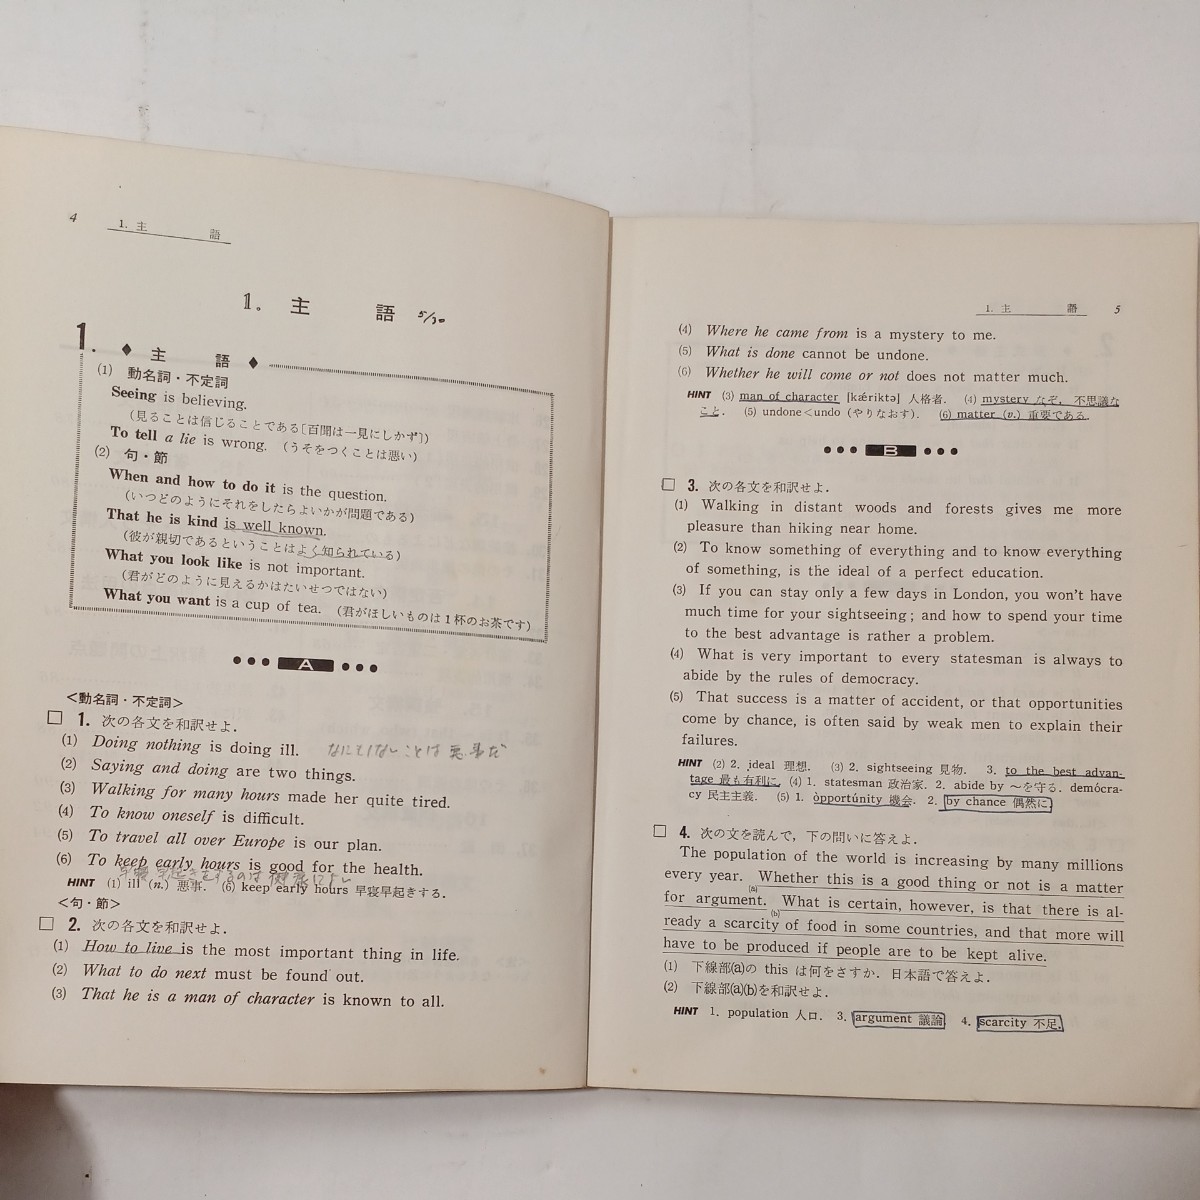 4
1. 主 語
1. 主 語 5/30
1. ◆ 主 語 ◆
(1) 動名詞・不定詞
Seeing is believing.
(見ることは信じることである〔百聞は一見にしかず〕)
To tell a lie is wrong. (うそをつくことは悪い)
(2) 句・節
When and how to do it is the question.
(いつどのようにそれをしたらよいかが問題である)
That he is kind is well known.
(彼が親切であるということはよく知られている)
What you look like is not important.
(君がどのように見えるかはたいせつではない)
What you want is a cup of tea. (君がほしいものは1杯のお茶です)
••• A •••
<動名詞・不定詞>
□ 1. 次の各文を和訳せよ.
(1) Doing nothing is doing ill. なにもしないことは悪事だ
(2) Saying and doing are two things.
(3) Walking for many hours made her quite tired.
(4) To know oneself is difficult.
(5) To travel all over Europe is our plan.
(6) To keep early hours is good for the health.
早寝早起きをするのは健康によい
HINT (1) ill (n.) 悪事. (6) keep early hours 早寝早起きする.
<句・節>
□ 2. 次の各文を和訳せよ.
(1) How to live is the most important thing in life.
(2) What to do next must be found out.
(3) That he is a man of character is known to all.
1. 主 語 5
(4) Where he came from is a mystery to me.
(5) What is done cannot be undone.
(6) Whether he will come or not does not matter much.
HINT (3) man of character [kǽriktə] 人格者. (4) mystery なぞ, 不思議な
こと. (5) undone<undo (やりなおす). (6) matter (v.) 重要である.
••• B •••
□ 3. 次の各文を和訳せよ.
(1) Walking in distant woods and forests gives me more
pleasure than hiking near home.
(2) To know something of everything and to know everything
of something, is the ideal of a perfect education.
(3) If you can stay only a few days in London, you won't have
much time for your sightseeing; and how to spend your time
to the best advantage is rather a problem.
(4) What is very important to every statesman is always to
abide by the rules of democracy.
(5) That success is a matter of accident, or that opportunities
come by chance, is often said by weak men to explain their
failures.
HINT (2) 2. ideal 理想. (3) 2. sightseeing 見物. 3. to the best advan-
tage 最も有利に. (4) 1. statesman 政治家. 2. abide by ～を守る. demócra-
cy 民主主義. (5) 1. òpportúnity 機会. 2. by chance 偶然に.
□ 4. 次の文を読んで, 下の問いに答えよ.
The population of the world is increasing by many millions
every year. Whether this is a good thing or not is a matter
(a)
for argument. What is certain, however, is that there is al-
(b)
ready a scarcity of food in some countries, and that more will
have to be produced if people are to be kept alive.
(1) 下線部(a)の this は何をさすか. 日本語で答えよ.
(2) 下線部(a)(b)を和訳せよ.
HINT 1. population 人口. 3. argument 議論. 4. scarcity 不足.